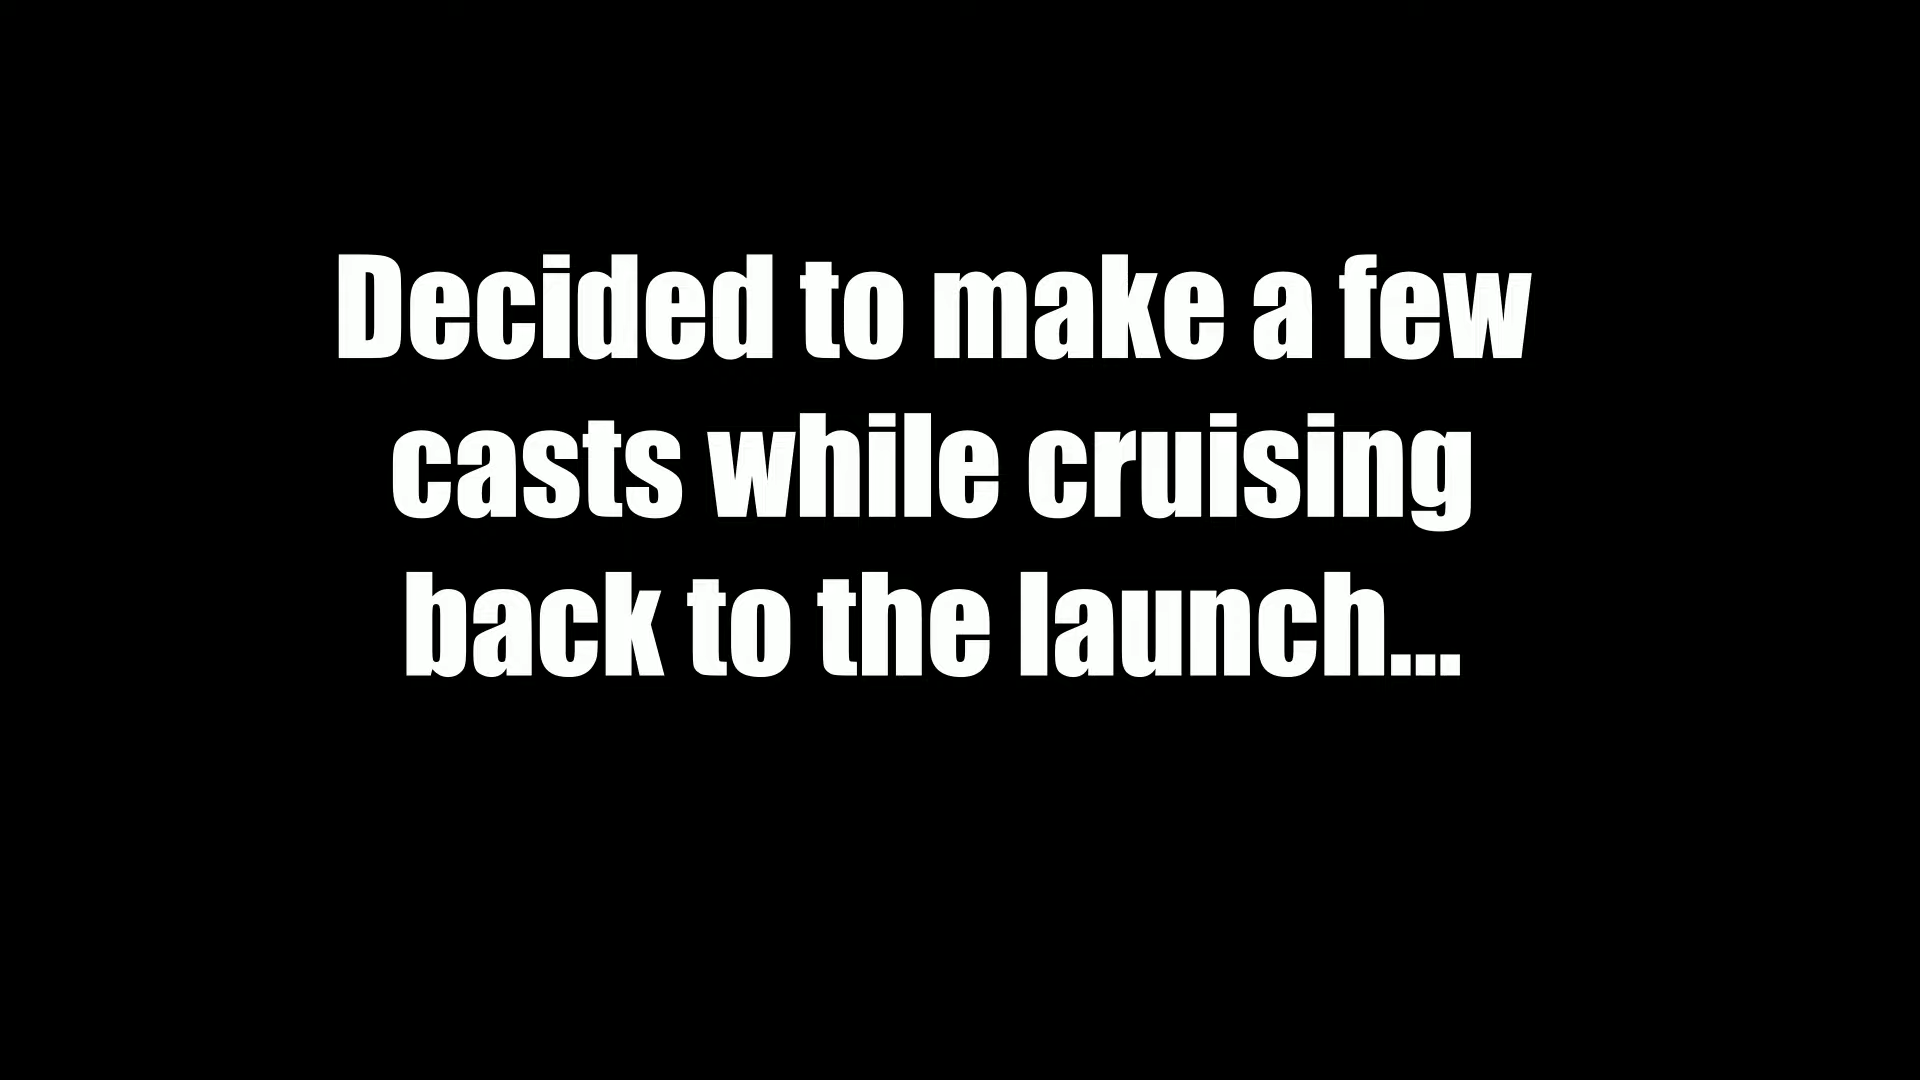 Decided to make a few
casts while cruising
back to the launch...